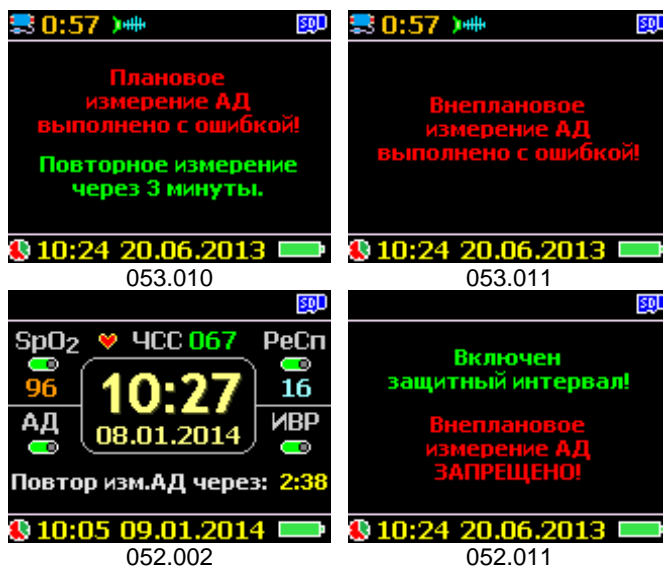 0:57 SD
Плановое
измерение АД
выполнено с ошибкой!
Повторное измерение
через 3 минуты.
10:24 20.06.2013
053.010
0:57 SD
Внеплановое
измерение АД
выполнено с ошибкой!
10:24 20.06.2013
053.011
SD
SpO2 ЧСС 067 РеСп
96 10:27 16
АД 08.01.2014 ИВР
Повтор изм.АД через: 2:38
10:05 09.01.2014
052.002
SD
Включен
защитный интервал!
Внеплановое
измерение АД
ЗАПРЕЩЕНО!
10:24 20.06.2013
052.011